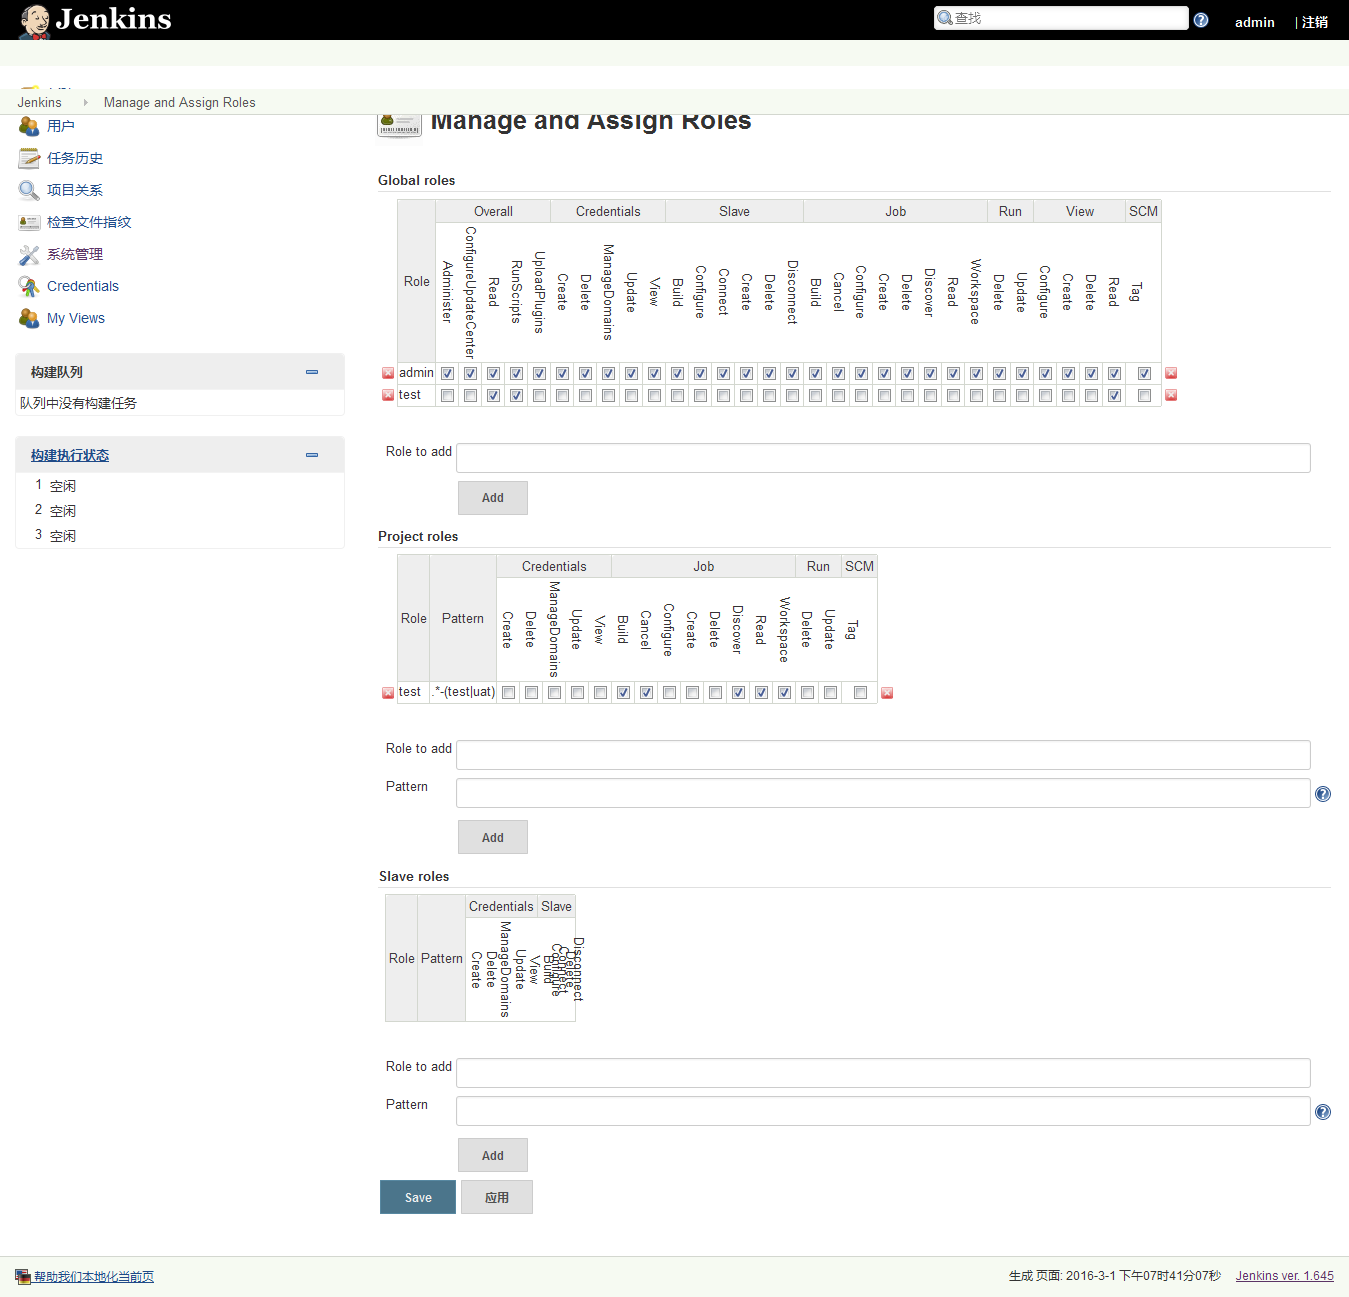 Jenkins
查找
admin
| 注销
Jenkins
Manage and Assign Roles
用户
任务历史
项目关系
检查文件指纹
系统管理
Credentials
My Views
构建队列
队列中没有构建任务
构建执行状态
1 空闲
2 空闲
3 空闲
Manage and Assign Roles
Global roles
Role Overall Credentials Slave Job Run View SCM
Administer ConfigureUpdateCenter Read RunScripts UploadPlugins Create Delete ManageDomains Update View Build Configure Connect Create Delete Disconnect Build Cancel Configure Create Delete Discover Read Workspace Delete Update Configure Create Delete Read Tag
admin
test
Role to add
Add
Project roles
Role Pattern Credentials Job Run SCM
Create Delete ManageDomains Update View Build Cancel Configure Create Delete Discover Read Workspace Delete Update Tag
test .*-(test|uat)
Role to add
Pattern
Add
Slave roles
Role Pattern Credentials Slave
Create Delete ManageDomains Update View Build Configure Connect Delete Disconnect
Role to add
Pattern
Add
Save 应用
帮助我们本地化当前页
生成 页面: 2016-3-1 下午07时41分07秒 Jenkins ver. 1.645